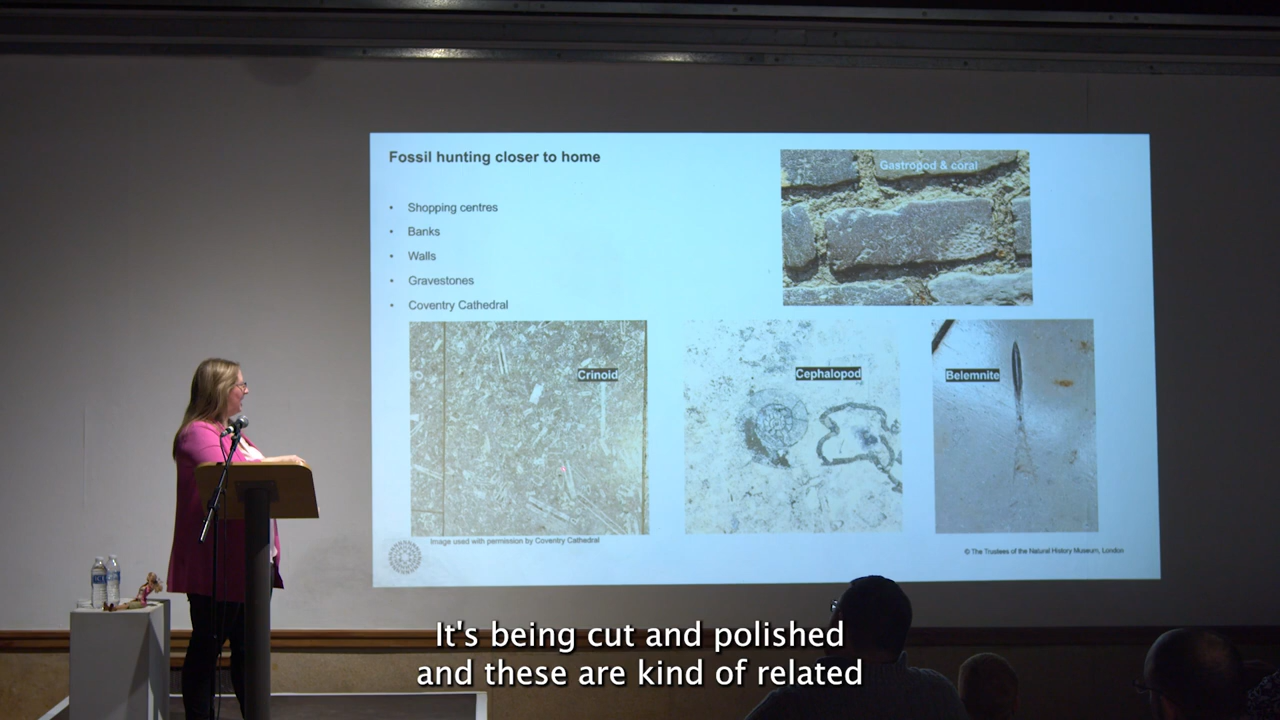 Fossil hunting closer to home
• Shopping centres
• Banks
• Walls
• Gravestones
• Coventry Cathedral
Gastropod & coral
Crinoid
Cephalopod
Belemnite
Image used with permission by Coventry Cathedral
© The Trustees of the Natural History Museum, London
It's being cut and polished
and these are kind of related